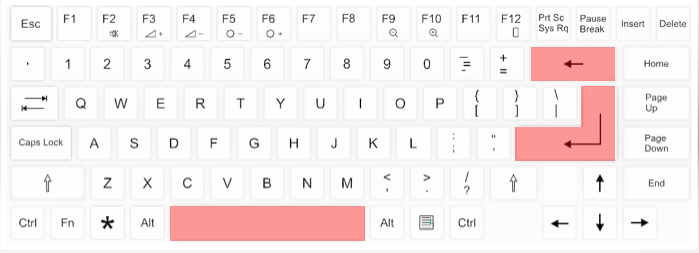 Esc F1 F2 F3 F4 F5 F6 F7 F8 F9 F10 F11 F12 Prt Sc Pause Insert Delete
Sys Rq Break
' 1 2 3 4 5 6 7 8 9 0 - + Home
= =
Q W E R T Y U I O P { } \ Page
[ ] | Up
Caps Lock A S D F G H J K L : " Page
; ' Down
Z X C V B N M < > / End
' . ?
Ctrl Fn * Alt Alt Ctrl